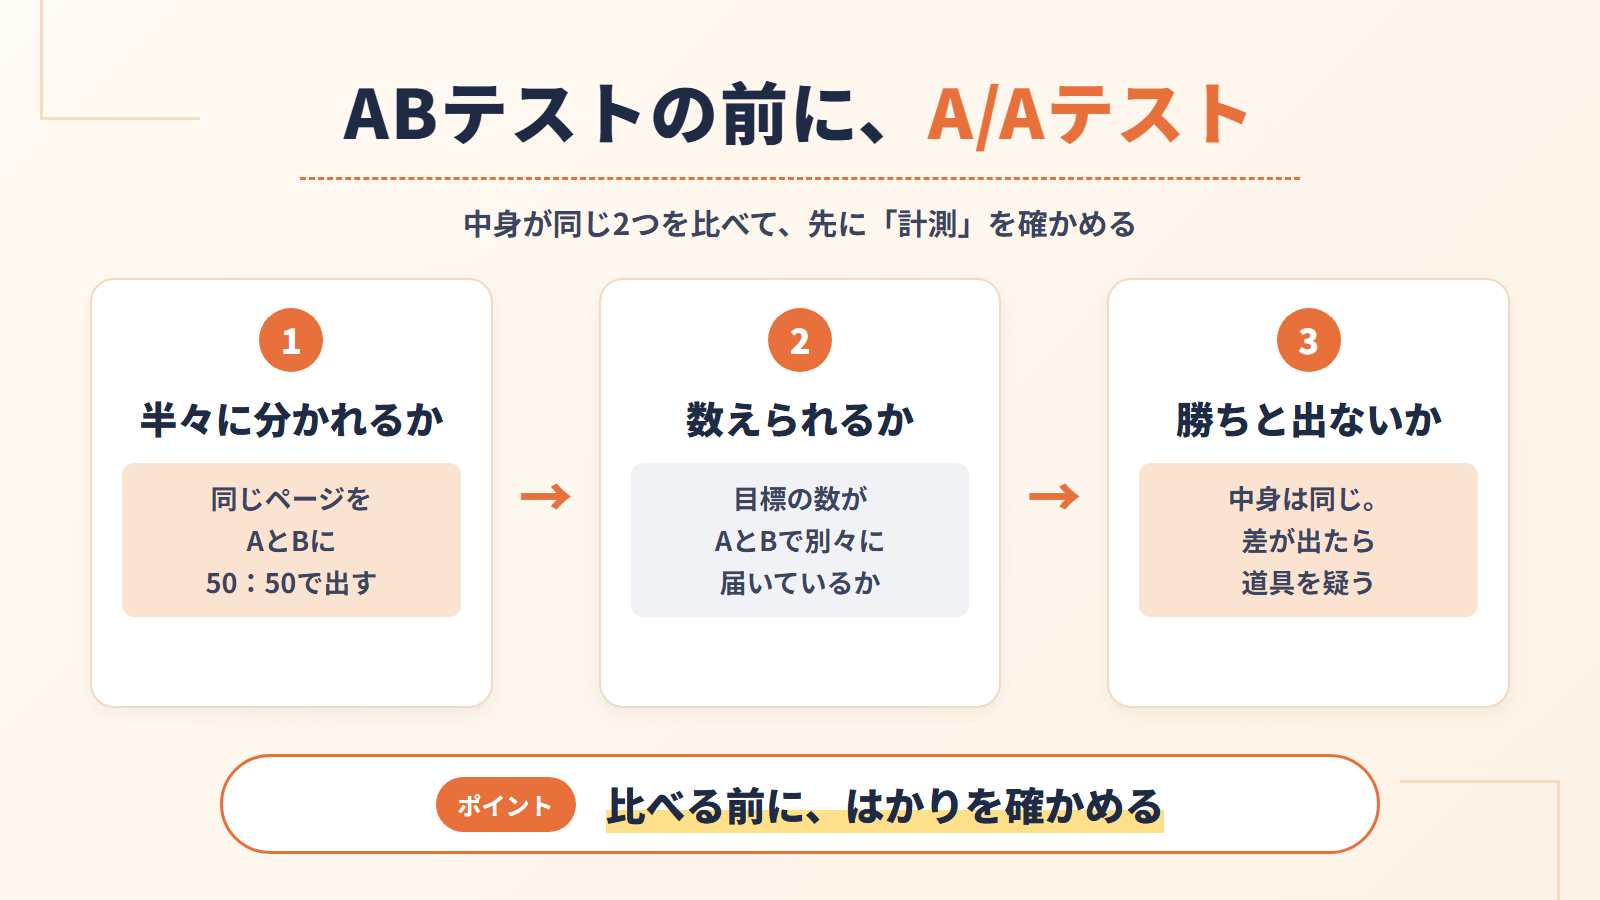 ABテストの前に、A/Aテスト
中身が同じ2つを比べて、先に「計測」を確かめる
1
半々に分かれるか
同じページを
AとBに
50：50で出す
→
2
数えられるか
目標の数が
AとBで別々に
届いているか
→
3
勝ちと出ないか
中身は同じ。
差が出たら
道具を疑う
ポイント 比べる前に、はかりを確かめる